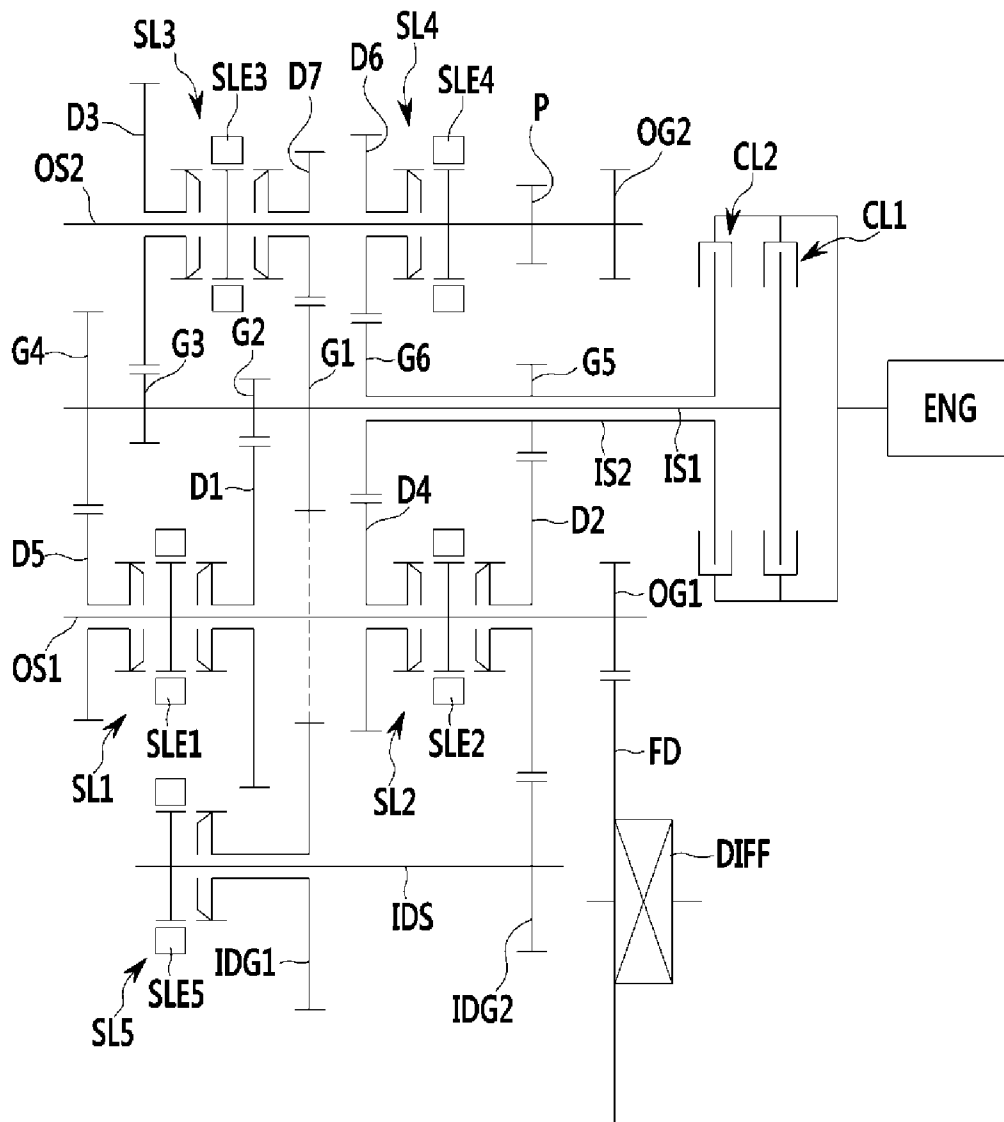 SL3
SL4
SLE3
D7
D6
SLE4
D3
P
OG2
OS2
CL2
CL1
G4
G3
G2
G1
G6
G5
ENG
IS1
IS2
D1
D4
D2
D5
OG1
OS1
SLE1
SLE2
FD
SL1
SL2
DIFF
IDS
IDG1
SLE5
IDG2
SL5